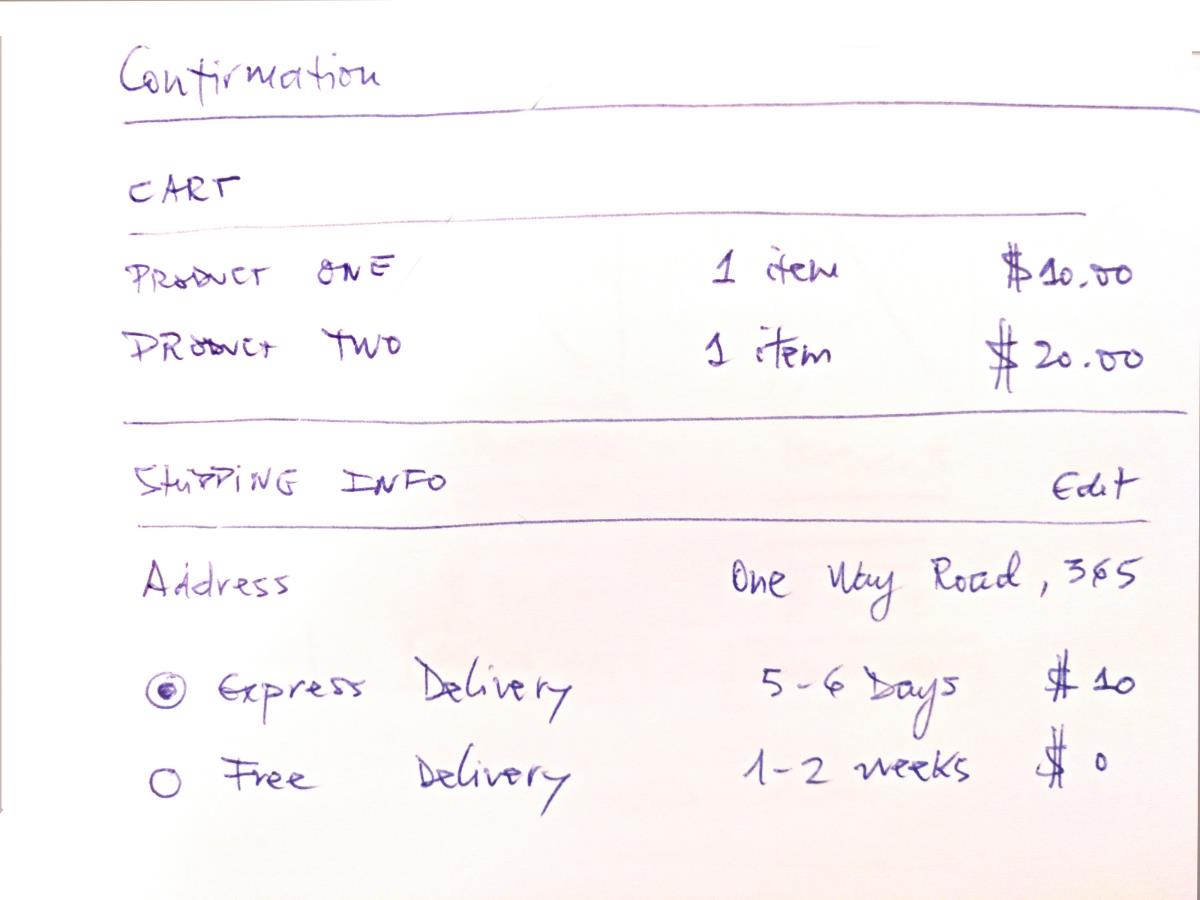 Confirmation
CART
PRODUCT ONE 1 item $10.00
PRODUCT TWO 1 item $20.00
SHIPPING INFO Edit
Address One Way Road, 365
Express Delivery 5-6 Days $10
Free Delivery 1-2 weeks $0